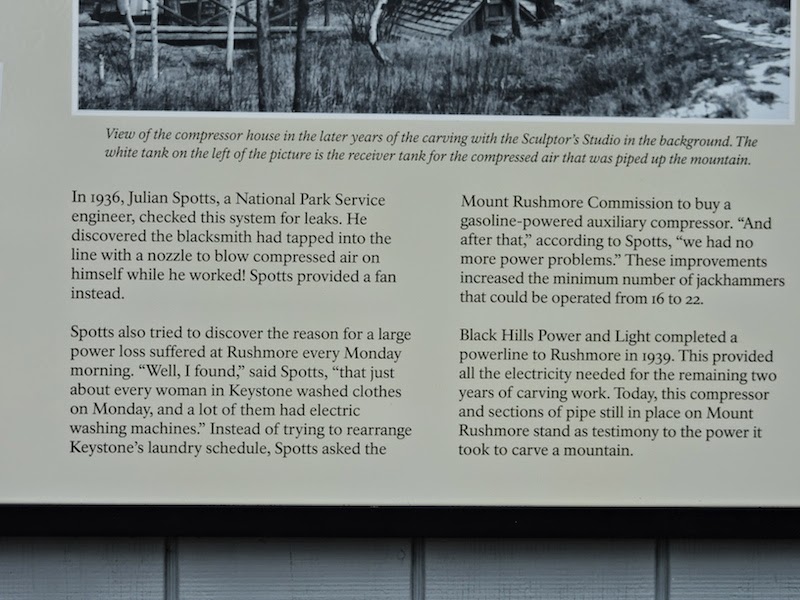 View of the compressor house in the later years of the carving with the Sculptor's Studio in the background. The
white tank on the left of the picture is the receiver tank for the compressed air that was piped up the mountain.
In 1936, Julian Spotts, a National Park Service
engineer, checked this system for leaks. He
discovered the blacksmith had tapped into the
line with a nozzle to blow compressed air on
himself while he worked! Spotts provided a fan
instead.
Spotts also tried to discover the reason for a large
power loss suffered at Rushmore every Monday
morning. “Well, I found,” said Spotts, “that just
about every woman in Keystone washed clothes
on Monday, and a lot of them had electric
washing machines.” Instead of trying to rearrange
Keystone's laundry schedule, Spotts asked the
Mount Rushmore Commission to buy a
gasoline-powered auxiliary compressor. “And
after that,” according to Spotts, “we had no
more power problems.” These improvements
increased the minimum number of jackhammers
that could be operated from 16 to 22.
Black Hills Power and Light completed a
powerline to Rushmore in 1939. This provided
all the electricity needed for the remaining two
years of carving work. Today, this compressor
and sections of pipe still in place on Mount
Rushmore stand as testimony to the power it
took to carve a mountain.